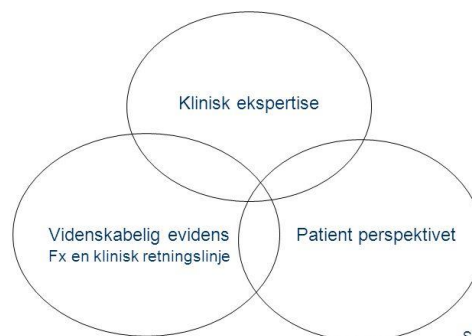 Klinisk ekspertise
Videnskabelig evidens
Fx en klinisk retningslinje
Patient perspektivet